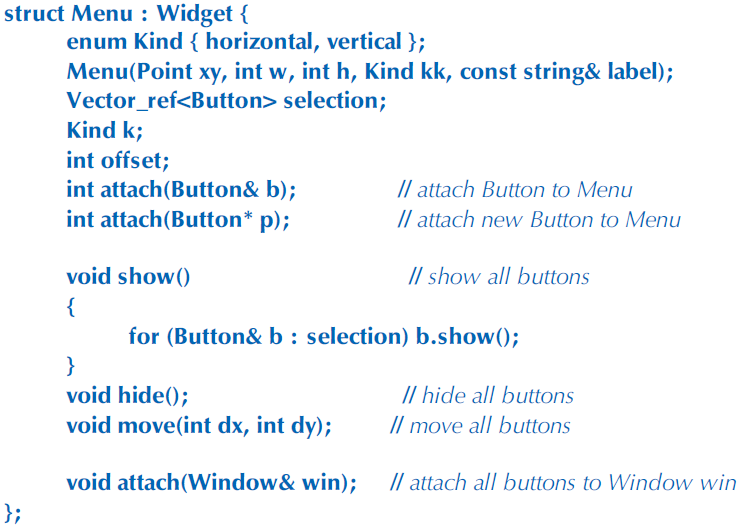 struct Menu : Widget {
enum Kind { horizontal, vertical };
Menu(Point xy, int w, int h, Kind kk, const string& label);
Vector_ref<Button> selection;
Kind k;
int offset;
int attach(Button& b); // attach Button to Menu
int attach(Button* p); // attach new Button to Menu
void show() // show all buttons
{
for (Button& b : selection) b.show();
}
void hide(); // hide all buttons
void move(int dx, int dy); // move all buttons
void attach(Window& win); // attach all buttons to Window win
};